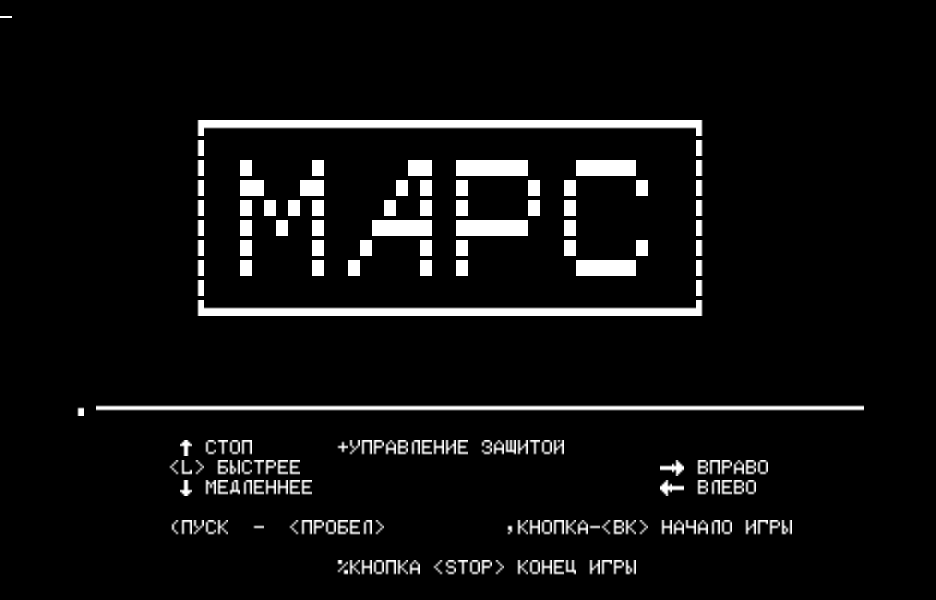 МАРС
↑ СТОП +УПРАВЛЕНИЕ ЗАЩИТОЙ
<L> БЫСТРЕЕ → ВПРАВО
↓ МЕДЛЕННЕЕ ← ВЛЕВО
<ПУСК - <ПРОБЕЛ> ,КНОПКА-<ВК> НАЧАЛО ИГРЫ
%КНОПКА <STOP> КОНЕЦ ИГРЫ